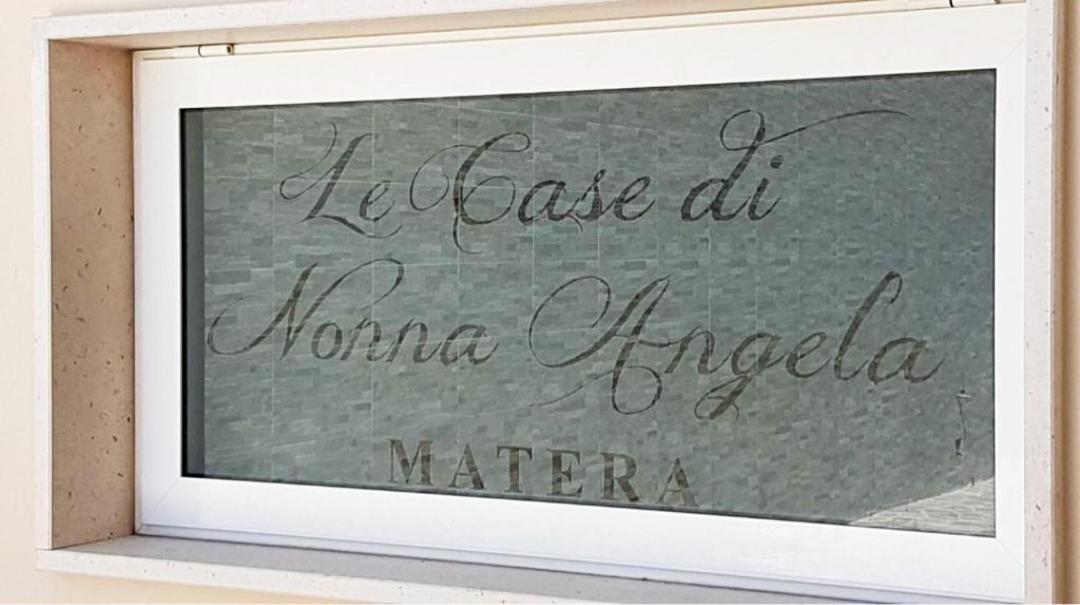 Le Case di
Nonna Angela
MATERA